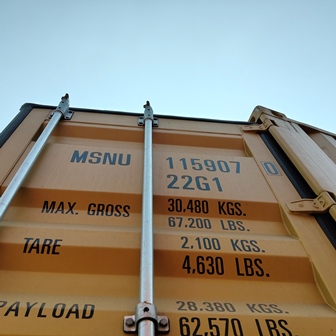 MSNU 115907 0
22G1
MAX. GROSS 30.480 KGS.
67.200 LBS.
TARE 2.100 KGS.
4,630 LBS.
PAYLOAD 28.380 KGS.
62,570 LBS.